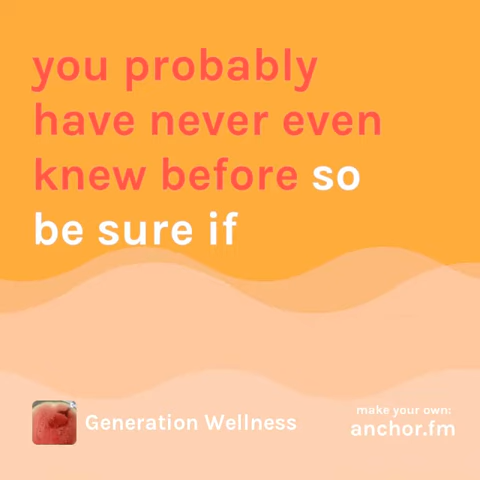 you probably
have never even
knew before so
be sure if
Generation Wellness
make your own:
anchor.fm